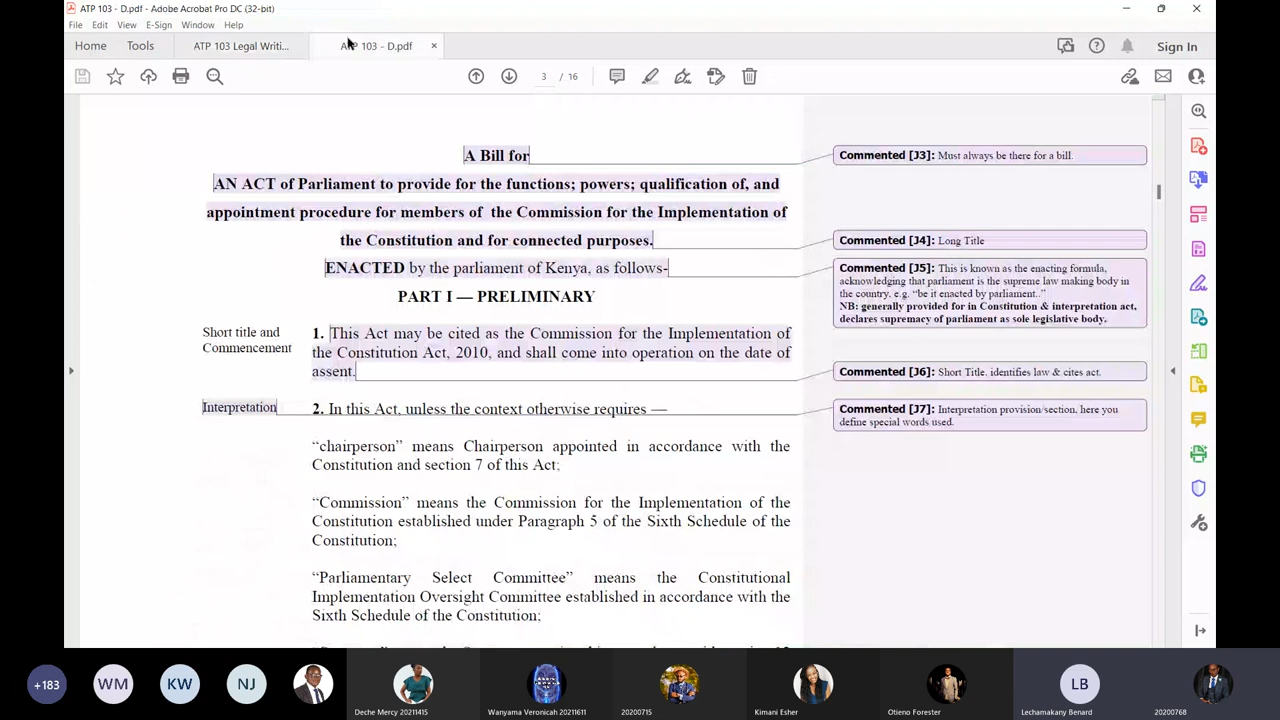 ATP 103 - D.pdf - Adobe Acrobat Pro DC (32-bit)
File Edit View E-Sign Window Help
Home Tools ATP 103 Legal Writi... ATP 103 - D.pdf × Sign In
3 / 16
A Bill for
AN ACT of Parliament to provide for the functions; powers; qualification of, and
appointment procedure for members of the Commission for the Implementation of
the Constitution and for connected purposes.
ENACTED by the parliament of Kenya, as follows-
PART I — PRELIMINARY
Short title and
Commencement
1. This Act may be cited as the Commission for the Implementation of
the Constitution Act, 2010, and shall come into operation on the date of
assent.
Interpretation
2. In this Act, unless the context otherwise requires —
“chairperson” means Chairperson appointed in accordance with the
Constitution and section 7 of this Act;
“Commission” means the Commission for the Implementation of the
Constitution established under Paragraph 5 of the Sixth Schedule of the
Constitution;
“Parliamentary Select Committee” means the Constitutional
Implementation Oversight Committee established in accordance with the
Sixth Schedule of the Constitution;
Commented [J3]: Must always be there for a bill.
Commented [J4]: Long Title
Commented [J5]: This is known as the enacting formula,
acknowledging that parliament is the supreme law making body in
the country, e.g. “be it enacted by parliament..”
NB: generally provided for in Constitution & interpretation act,
declares supremacy of parliament as sole legislative body.
Commented [J6]: Short Title, identifies law & cites act.
Commented [J7]: Interpretation provision/section, here you
define special words used.
+183 WM KW NJ LB
Deche Mercy 20211415 Wanyama Veronicah 20211611 20200715 Kimani Esher Otieno Forester Lechamakany Benard 20200768